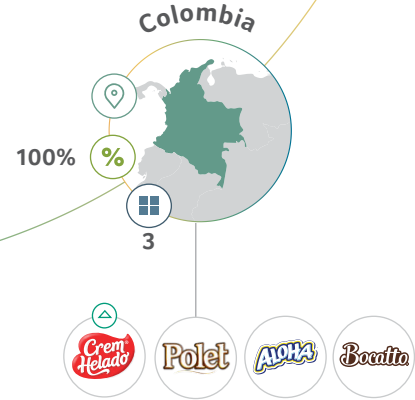 Colombia
100%
%
3
Crem
Helado
Polet
ALOHA
Bocatto